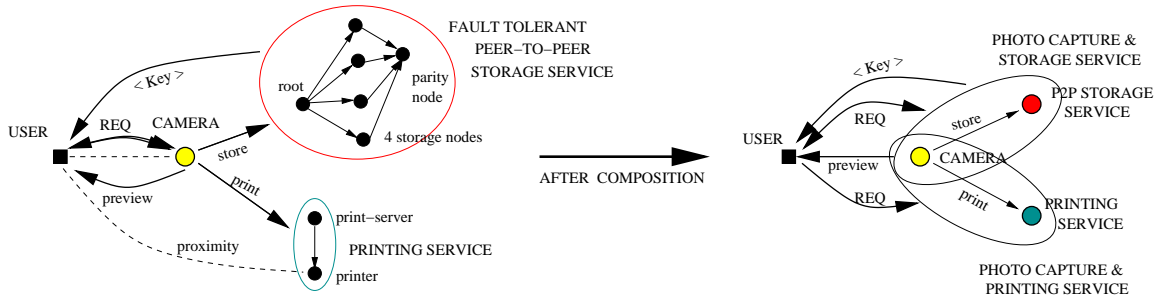 FAULT TOLERANT
PEER−TO−PEER
STORAGE SERVICE
< Key >
root
parity
node
USER
REQ
CAMERA
4 storage nodes
store
preview
print
print−server
proximity
PRINTING SERVICE
printer
AFTER COMPOSITION
PHOTO CAPTURE &
STORAGE SERVICE
< Key >
P2P STORAGE
SERVICE
REQ
store
USER
CAMERA
preview
REQ
print
PRINTING
SERVICE
PHOTO CAPTURE &
PRINTING SERVICE